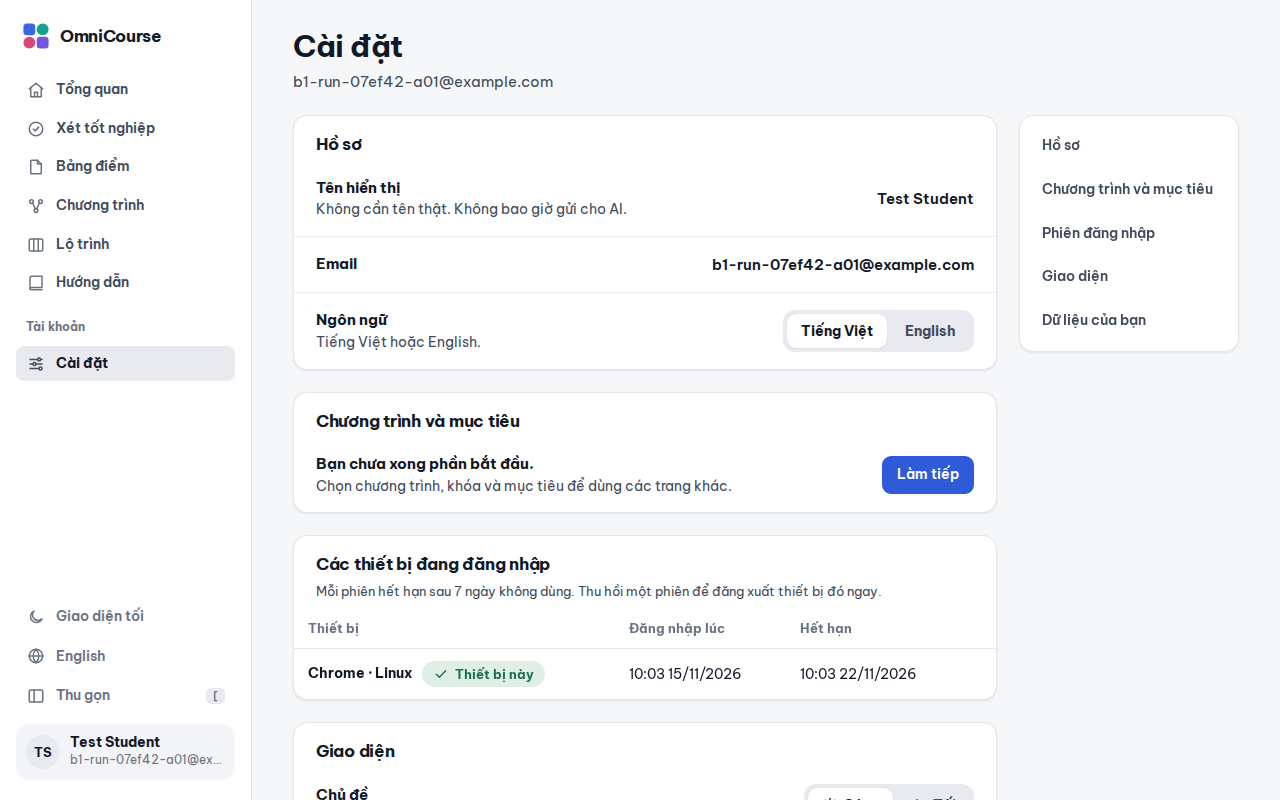 OmniCourse
Tổng quan
Xét tốt nghiệp
Bảng điểm
Chương trình
Lộ trình
Hướng dẫn
Tài khoản
Cài đặt
Giao diện tối
English
Thu gọn [
TS
Test Student
b1-run-07ef42-a01@ex...
Cài đặt
b1-run-07ef42-a01@example.com
Hồ sơ
Tên hiển thị
Không cần tên thật. Không bao giờ gửi cho AI.
Test Student
Email
b1-run-07ef42-a01@example.com
Ngôn ngữ
Tiếng Việt hoặc English.
Tiếng Việt English
Chương trình và mục tiêu
Bạn chưa xong phần bắt đầu.
Chọn chương trình, khóa và mục tiêu để dùng các trang khác.
Làm tiếp
Các thiết bị đang đăng nhập
Mỗi phiên hết hạn sau 7 ngày không dùng. Thu hồi một phiên để đăng xuất thiết bị đó ngay.
Thiết bị Đăng nhập lúc Hết hạn
Chrome · Linux Thiết bị này 10:03 15/11/2026 10:03 22/11/2026
Giao diện
Chủ đề
Hồ sơ
Chương trình và mục tiêu
Phiên đăng nhập
Giao diện
Dữ liệu của bạn